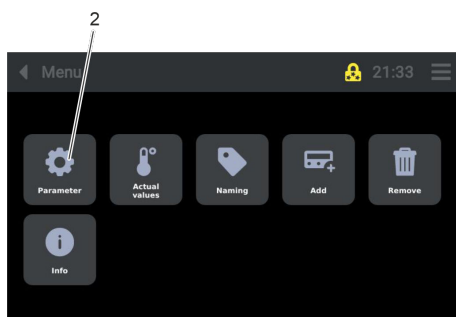 2
Menu
21:33
Parameter
Actual
values
Naming
Add
Remove
Info